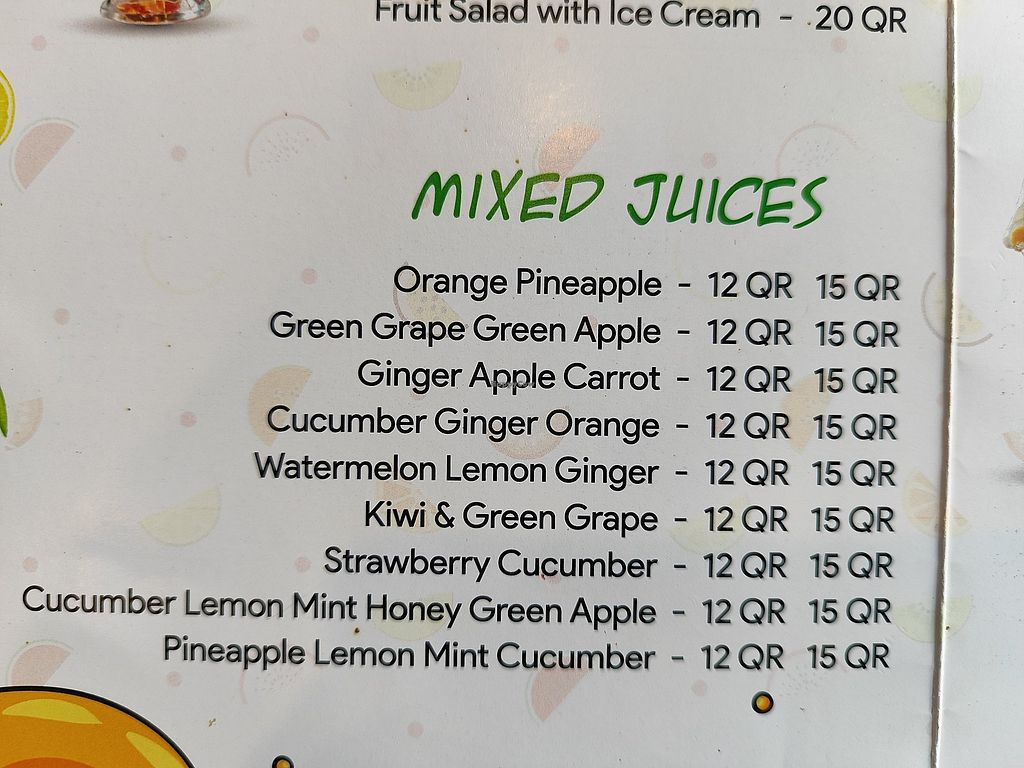 Fruit Salad with Ice Cream - 20 QR
MIXED JUICES
Orange Pineapple - 12 QR 15 QR
Green Grape Green Apple - 12 QR 15 QR
Ginger Apple Carrot - 12 QR 15 QR
Cucumber Ginger Orange - 12 QR 15 QR
Watermelon Lemon Ginger - 12 QR 15 QR
Kiwi & Green Grape - 12 QR 15 QR
Strawberry Cucumber - 12 QR 15 QR
Cucumber Lemon Mint Honey Green Apple - 12 QR 15 QR
Pineapple Lemon Mint Cucumber - 12 QR 15 QR